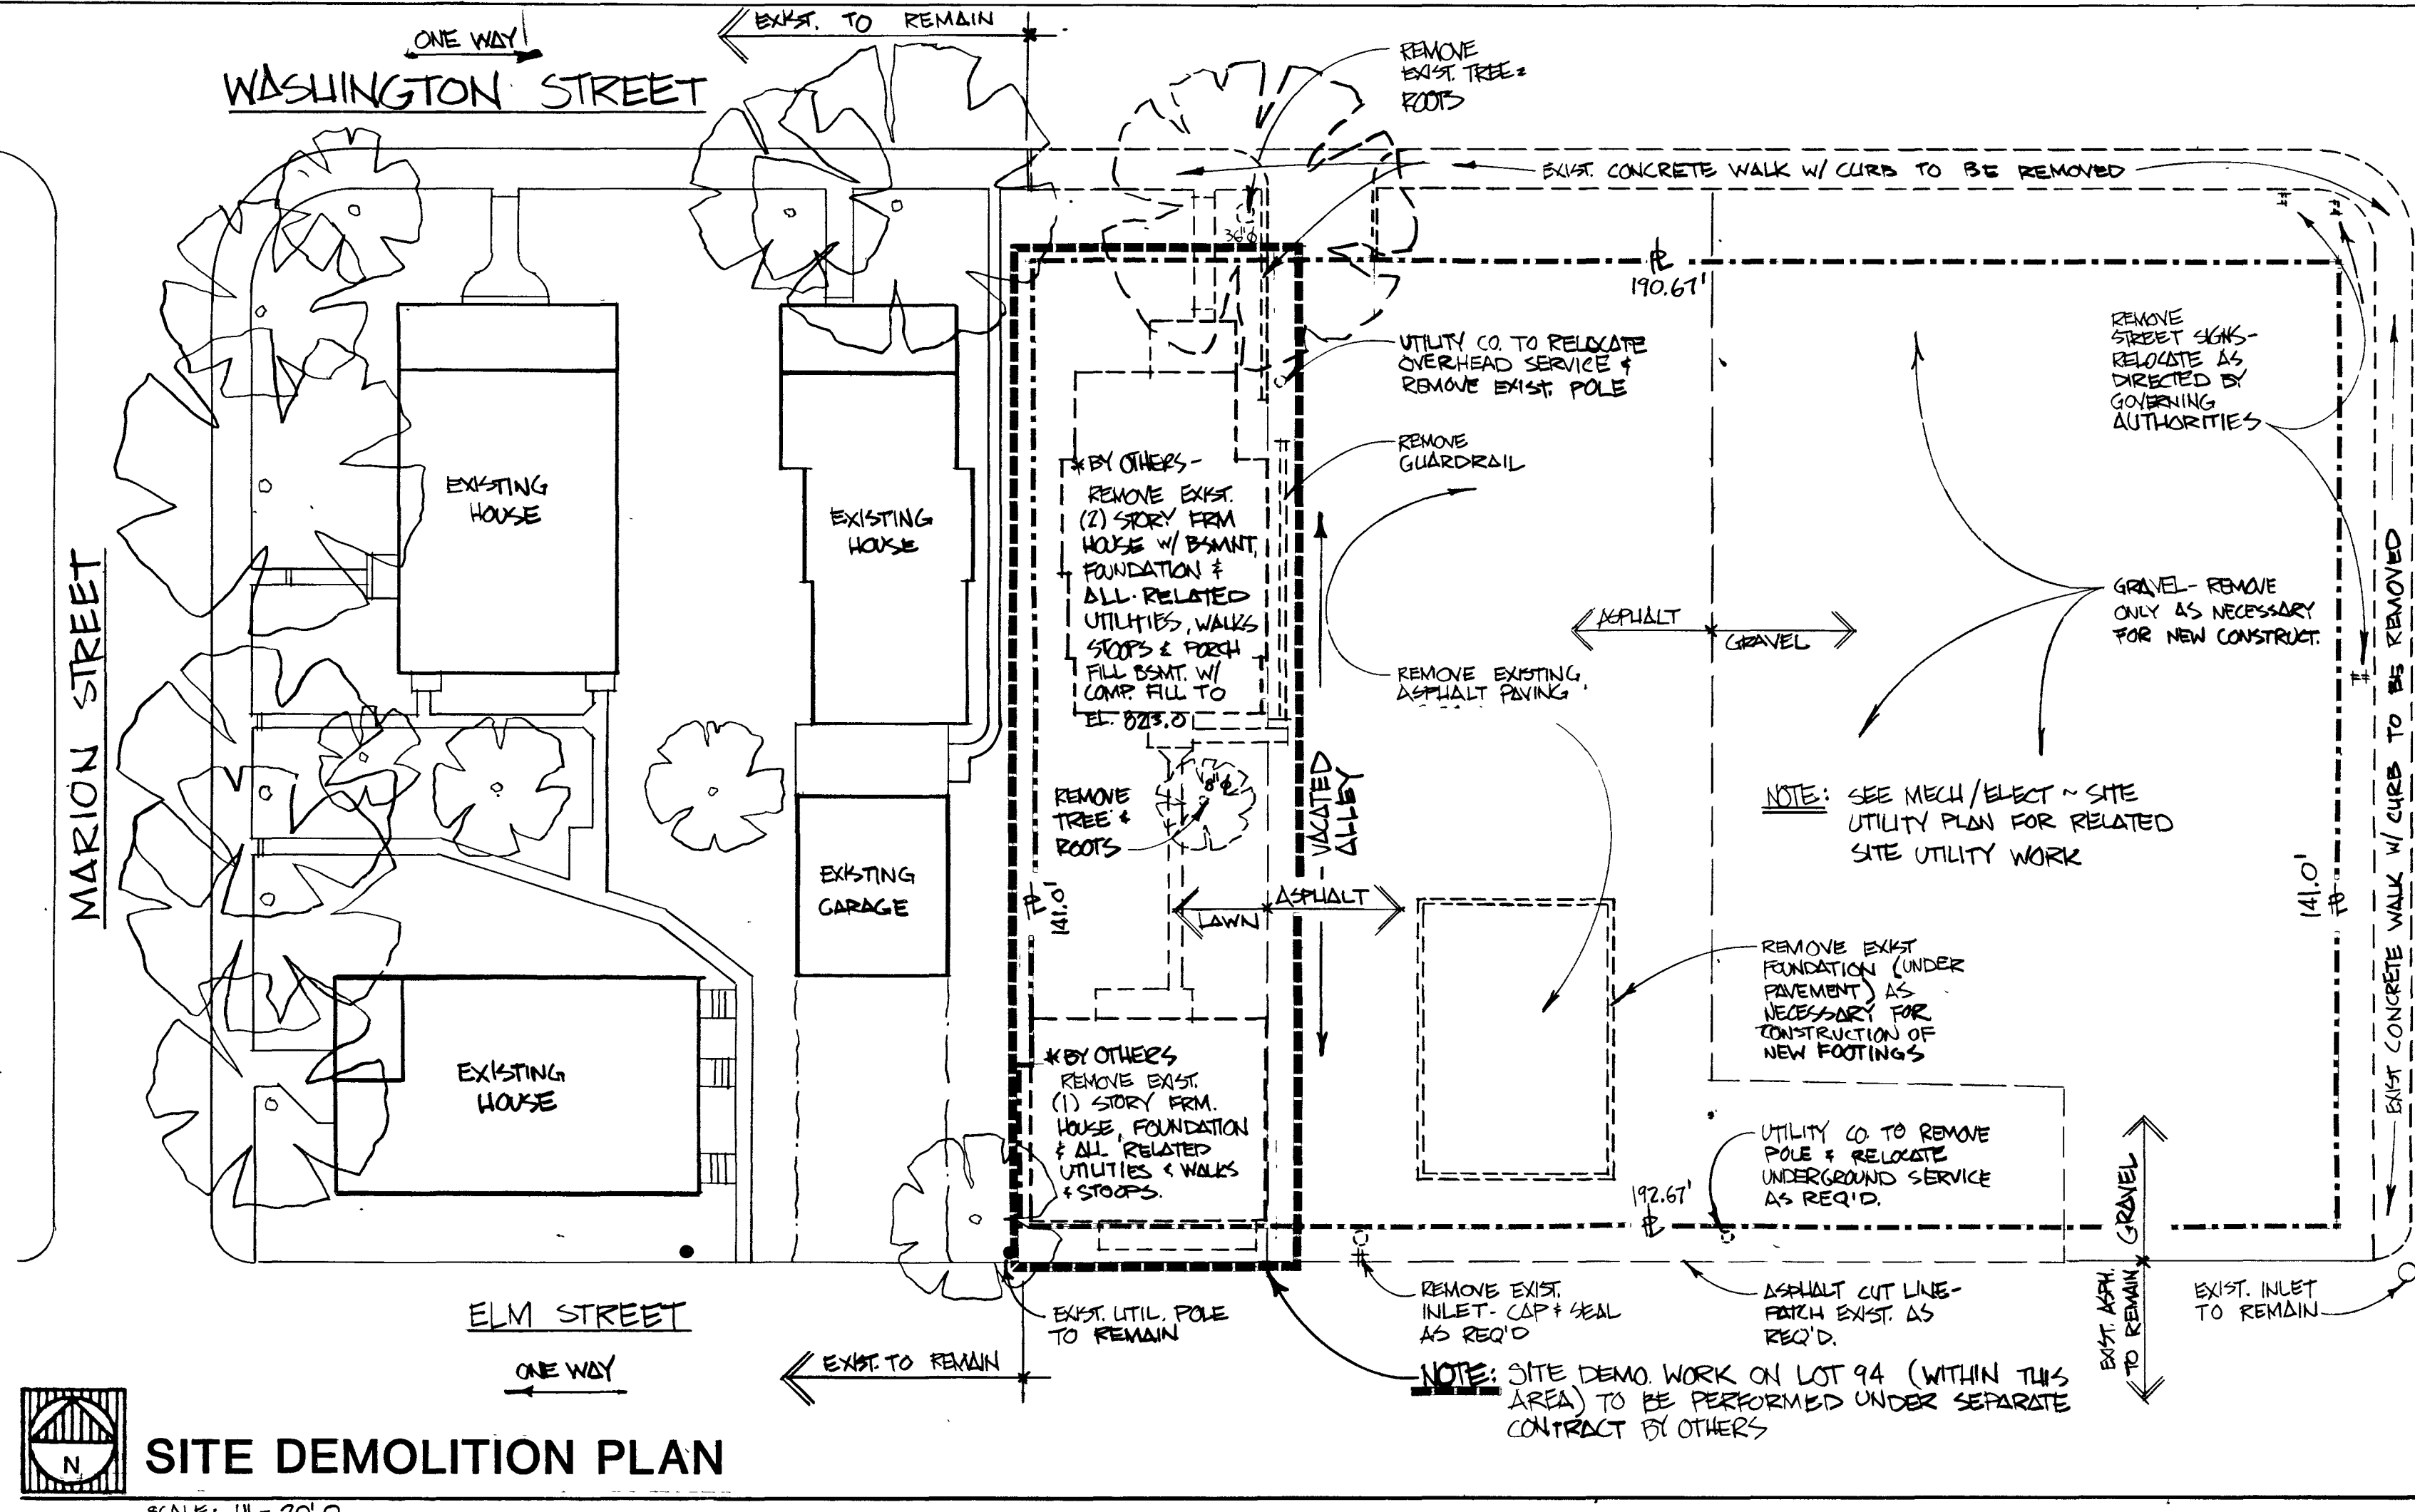 EXIST. TO REMAIN
ONE WAY
WASHINGTON STREET
REMOVE
EXIST. TREE &
ROOTS
EXIST. CONCRETE WALK W/ CURB TO BE REMOVED
36"ø
190.67'
REMOVE
STREET SIGNS-
RELOCATE AS
DIRECTED BY
GOVERNING
AUTHORITIES
UTILITY CO. TO RELOCATE
OVERHEAD SERVICE &
REMOVE EXIST. POLE
REMOVE
GUARDRAIL
EXISTING
HOUSE
EXISTING
HOUSE
*BY OTHERS-
REMOVE EXIST.
(2) STORY FRM
HOUSE W/ BSMNT,
FOUNDATION &
ALL RELATED
UTILITIES, WALKS
STOOPS & PORCH
FILL BSMT. W/
COMP. FILL TO
EL. 823.0
MARION STREET
ASPHALT
GRAVEL
GRAVEL- REMOVE
ONLY AS NECESSARY
FOR NEW CONSTRUCT.
REMOVE EXISTING
ASPHALT PAVING
EXIST CONCRETE WALK W/ CURB TO BE REMOVED
NOTE: SEE MECH/ELECT ~ SITE
UTILITY PLAN FOR RELATED
SITE UTILITY WORK
VACATED
ALLEY
8"ø
REMOVE
TREE &
ROOTS
EXISTING
GARAGE
141.0'
LAWN
ASPHALT
141.0'
REMOVE EXIST
FOUNDATION (UNDER
PAVEMENT) AS
NECESSARY FOR
CONSTRUCTION OF
NEW FOOTINGS
EXISTING
HOUSE
*BY OTHERS
REMOVE EXIST.
(1) STORY FRM.
HOUSE, FOUNDATION
& ALL RELATED
UTILITIES & WALKS
& STOOPS.
UTILITY CO. TO REMOVE
POLE & RELOCATE
UNDERGROUND SERVICE
AS REQ'D.
192.67'
GRAVEL
EXIST. ASPH.
TO REMAIN
ELM STREET
EXIST. UTIL. POLE
TO REMAIN
REMOVE EXIST.
INLET- CAP & SEAL
AS REQ'D
ASPHALT CUT LINE-
PATCH EXIST. AS
REQ'D.
EXIST. INLET
TO REMAIN
ONE WAY
EXIST. TO REMAIN
NOTE: SITE DEMO. WORK ON LOT 94 (WITHIN THIS
AREA) TO BE PERFORMED UNDER SEPARATE
CONTRACT BY OTHERS
N
SITE DEMOLITION PLAN